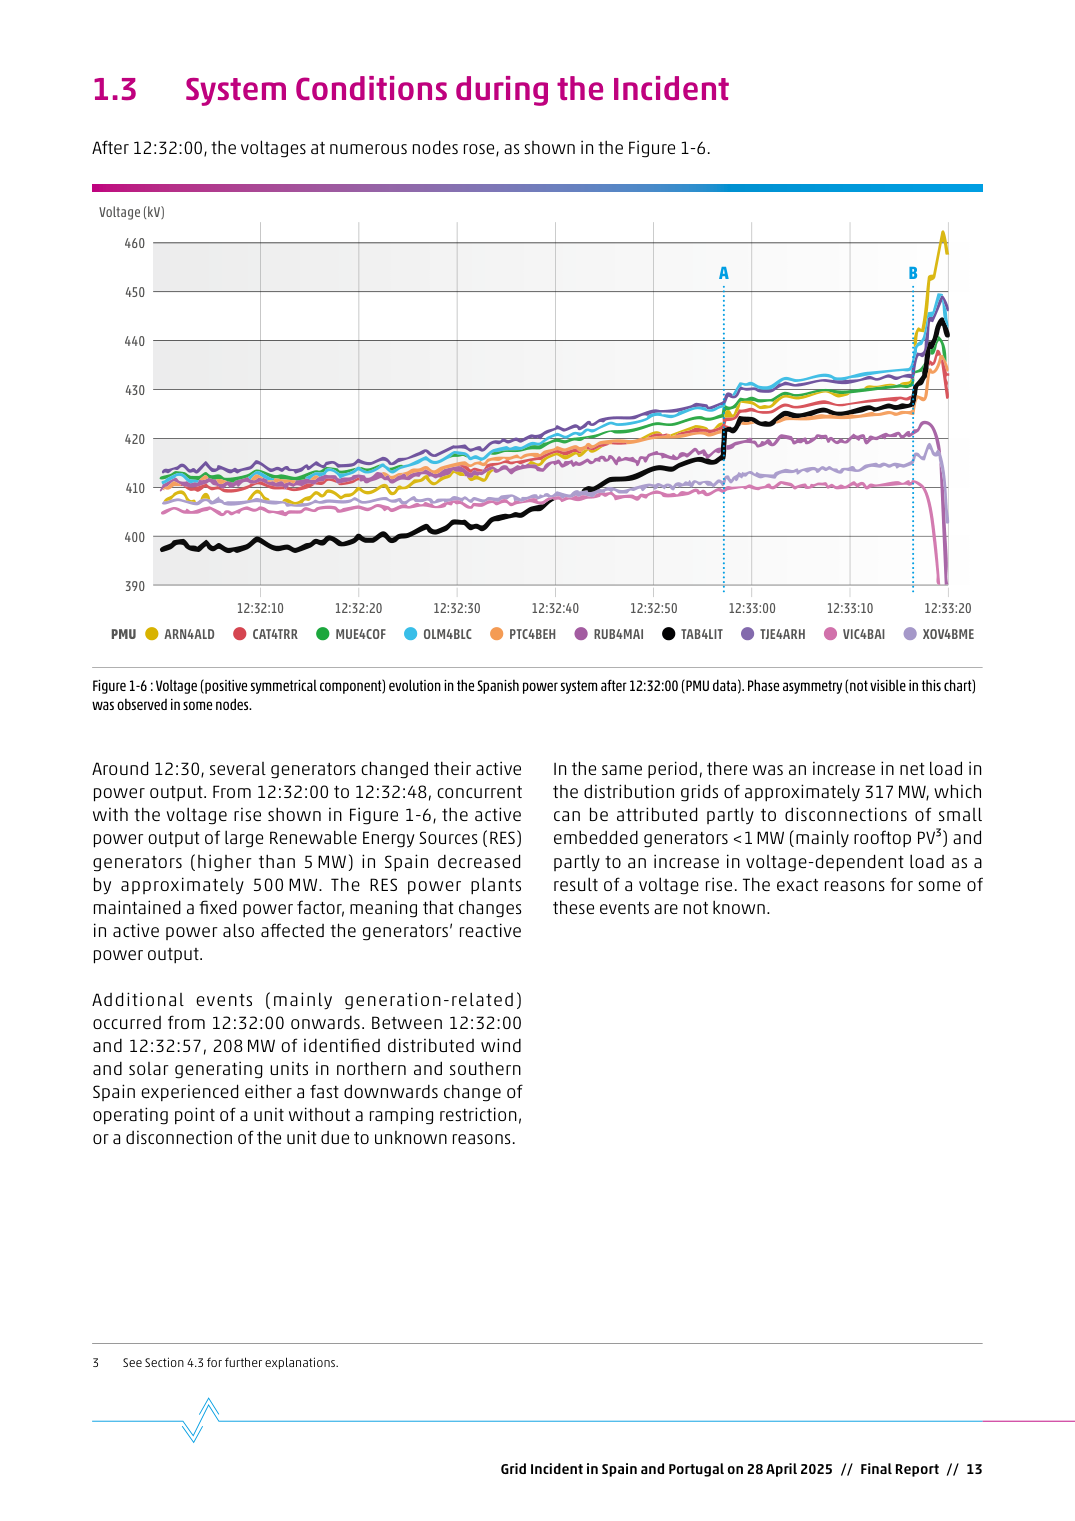 1.3 System Conditions during the Incident
After 12:32:00, the voltages at numerous nodes rose, as shown in the Figure 1-6.
Voltage (kV)
460
450
440
430
420
410
400
390
A
B
12:32:10 12:32:20 12:32:30 12:32:40 12:32:50 12:33:00 12:33:10 12:33:20
PMU ARN4ALD CAT4TRR MUE4COF OLM4BLC PTC4BEH RUB4MAI TAB4LIT TJE4ARH VIC4BAI XOV4BME
Figure 1-6 : Voltage (positive symmetrical component) evolution in the Spanish power system after 12:32:00 (PMU data). Phase asymmetry (not visible in this chart)
was observed in some nodes.
Around 12:30, several generators changed their active
power output. From 12:32:00 to 12:32:48, concurrent
with the voltage rise shown in Figure 1-6, the active
power output of large Renewable Energy Sources (RES)
generators (higher than 5 MW) in Spain decreased
by approximately 500 MW. The RES power plants
maintained a fixed power factor, meaning that changes
in active power also affected the generators’ reactive
power output.
Additional events (mainly generation-related)
occurred from 12:32:00 onwards. Between 12:32:00
and 12:32:57, 208 MW of identified distributed wind
and solar generating units in northern and southern
Spain experienced either a fast downwards change of
operating point of a unit without a ramping restriction,
or a disconnection of the unit due to unknown reasons.
In the same period, there was an increase in net load in
the distribution grids of approximately 317 MW, which
can be attributed partly to disconnections of small
embedded generators <1 MW (mainly rooftop PV³) and
partly to an increase in voltage-dependent load as a
result of a voltage rise. The exact reasons for some of
these events are not known.
3 See Section 4.3 for further explanations.
Grid Incident in Spain and Portugal on 28 April 2025 // Final Report // 13